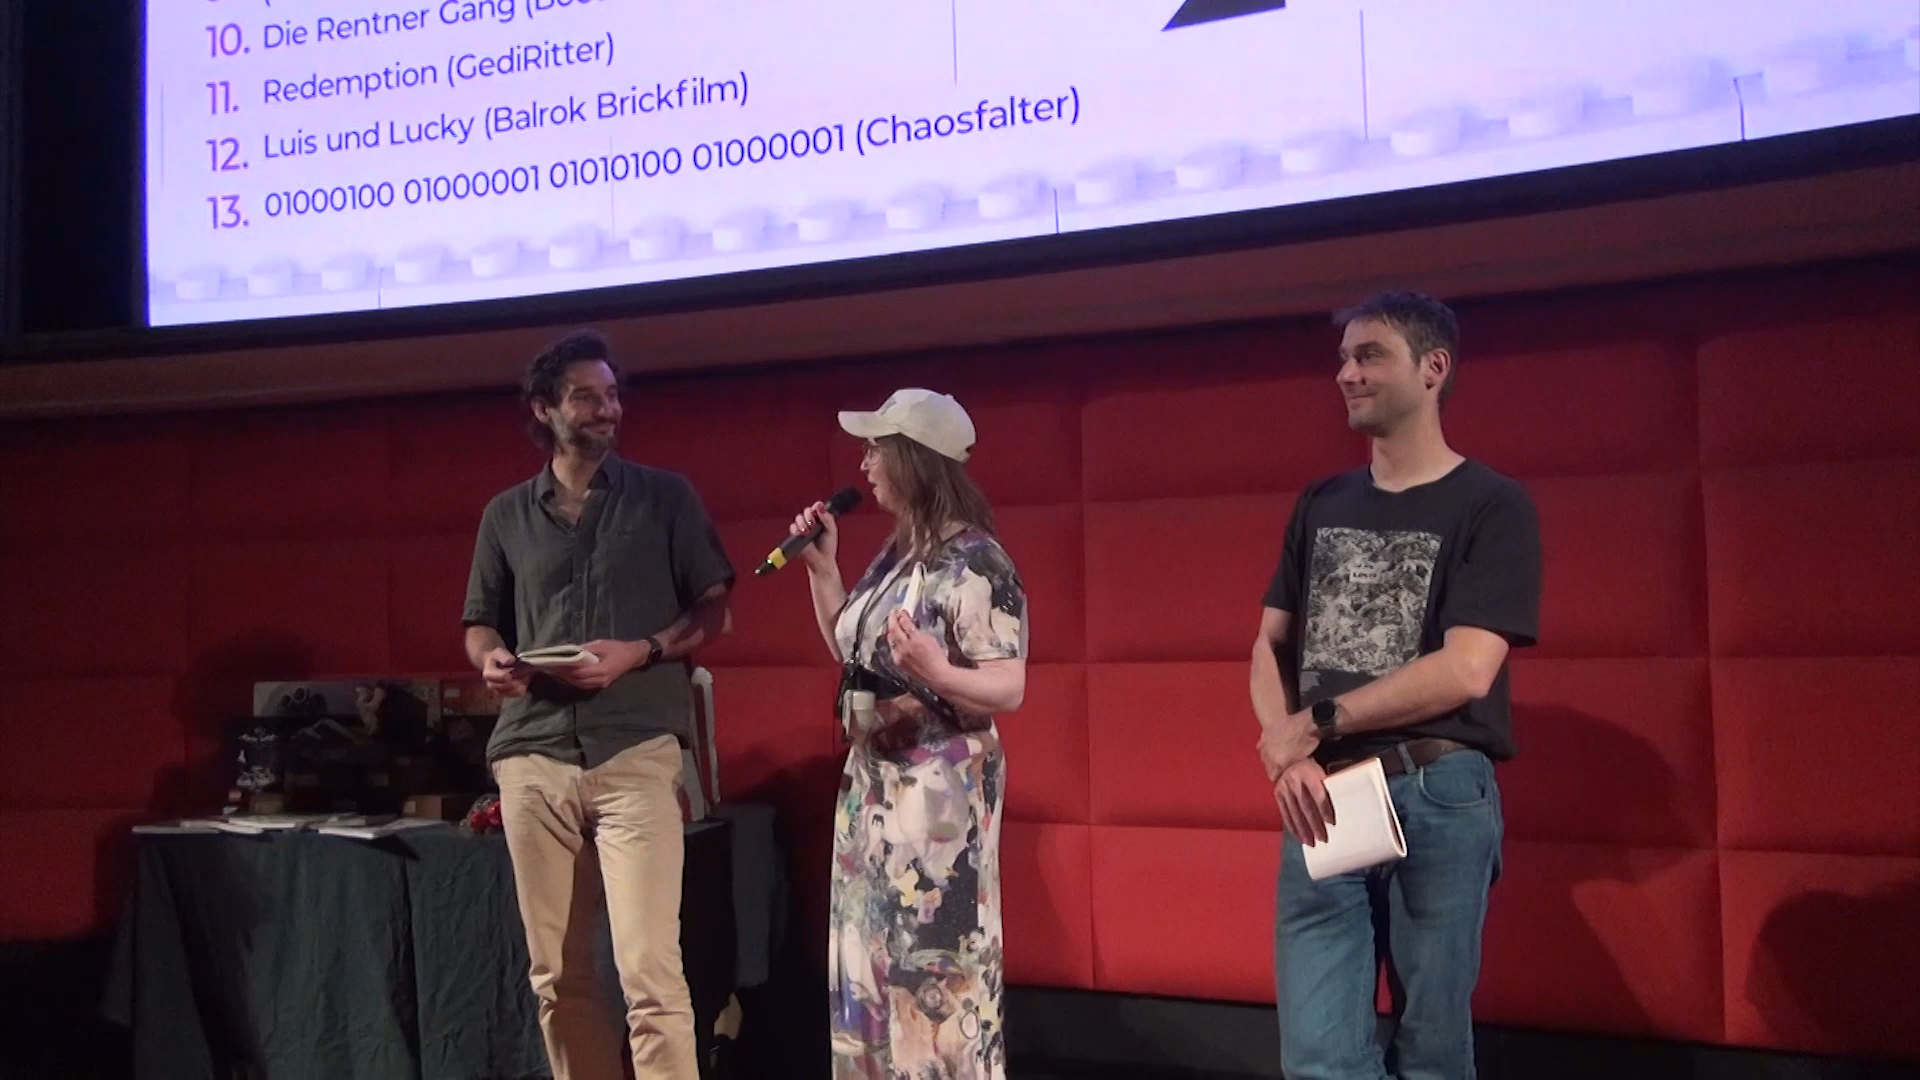 10. Die Rentner Gang
11. Redemption (GediRitter)
12. Luis und Lucky (Balrok Brickfilm)
13. 01000100 01000001 01010100 01000001 (Chaosfalter)